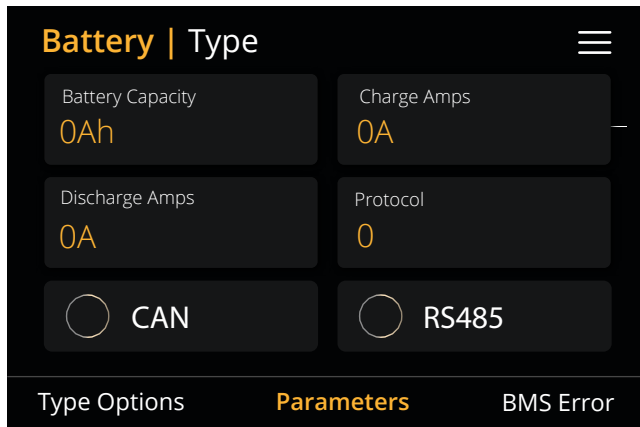 Battery | Type
Battery Capacity
0Ah
Charge Amps
0A
Discharge Amps
0A
Protocol
0
CAN
RS485
Type Options
Parameters
BMS Error